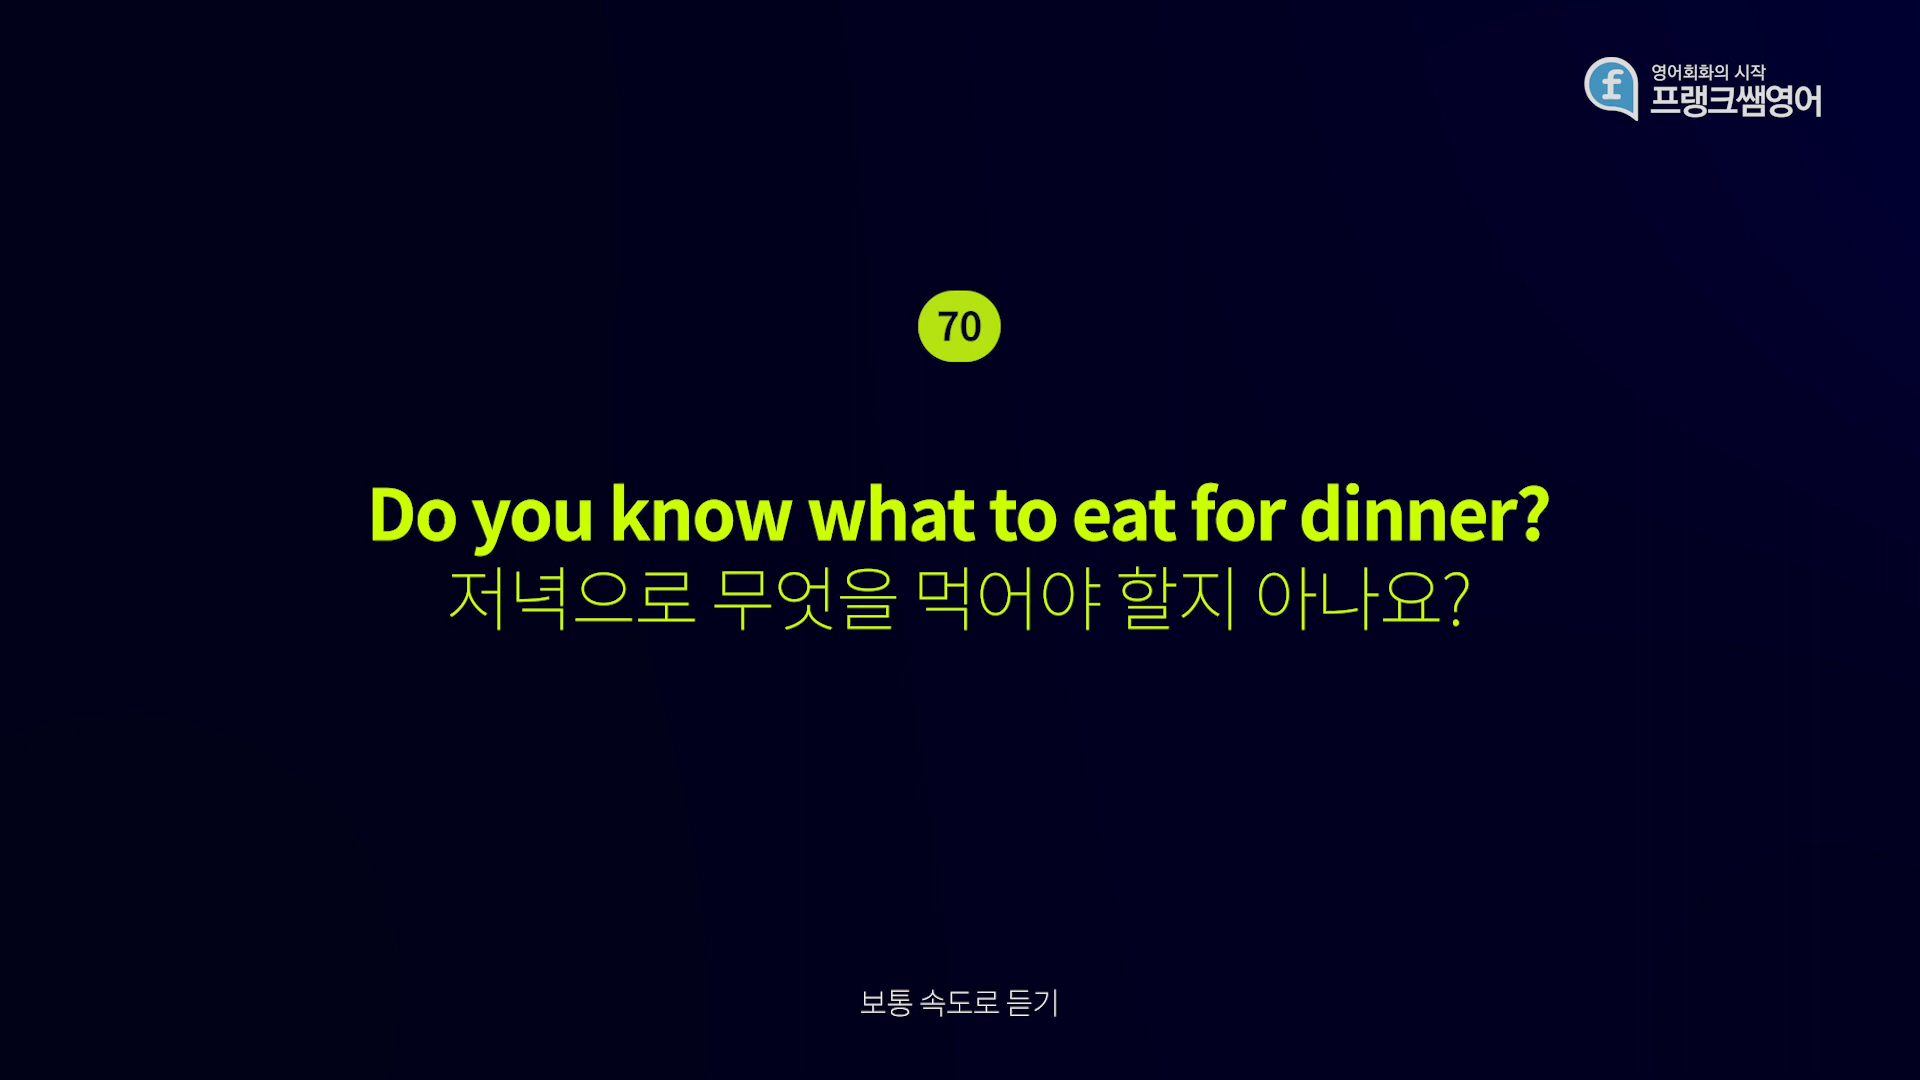 영어회화의 시작
프랭크쌤영어
70
Do you know what to eat for dinner?
저녁으로 무엇을 먹어야 할지 아나요?
보통 속도로 듣기